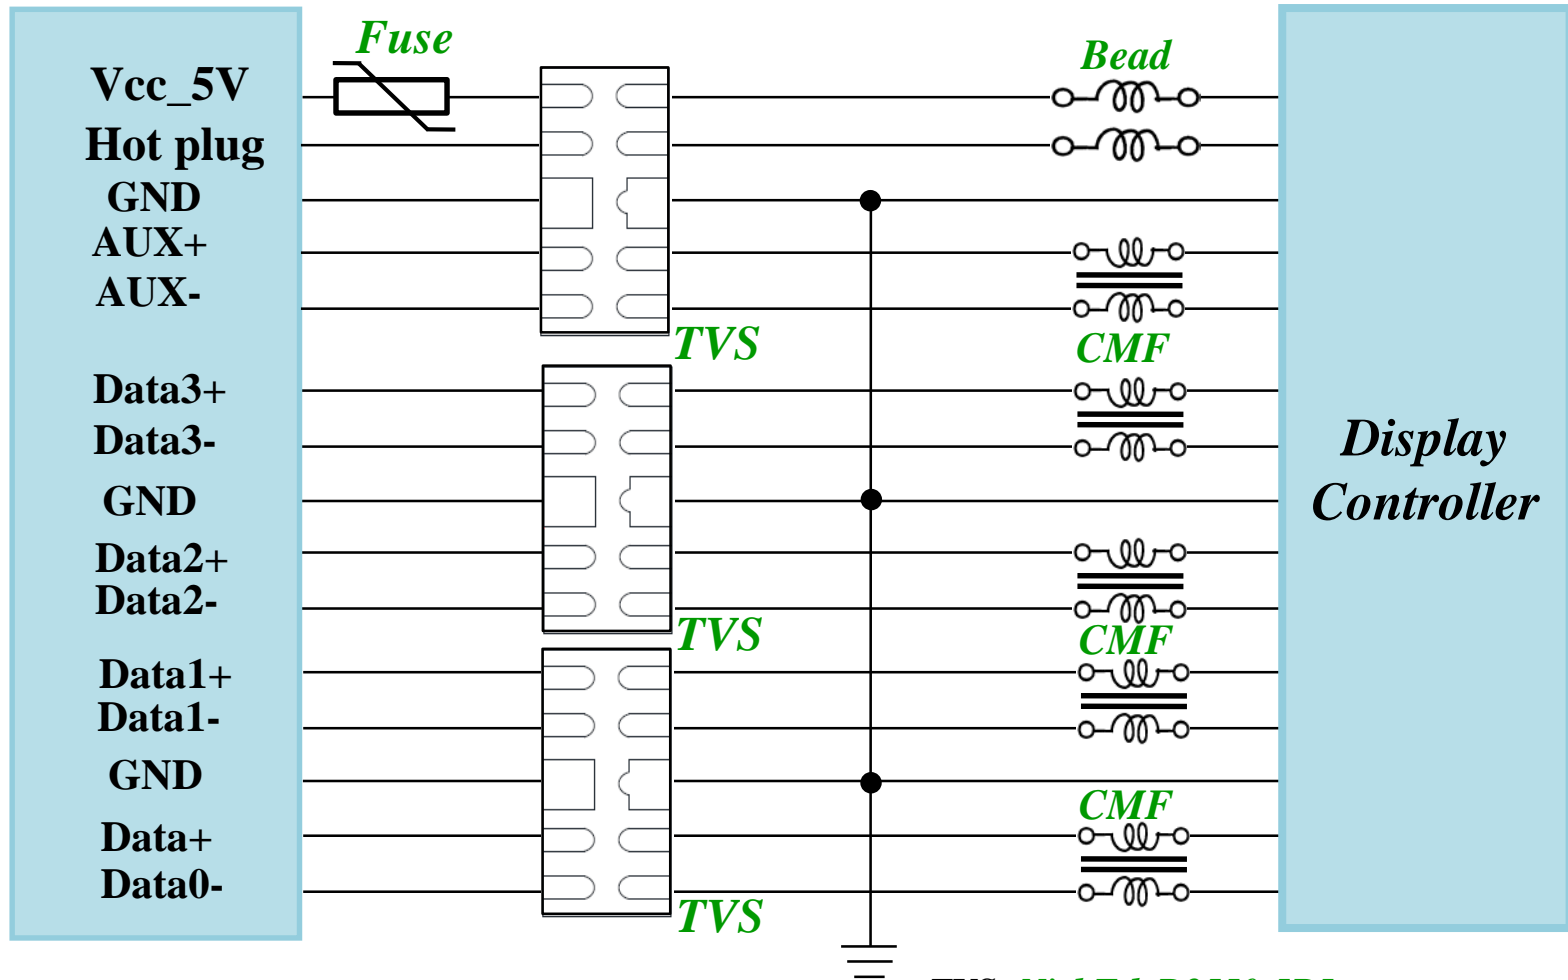 Fuse
Bead
Vcc_5V
Hot plug
GND
AUX+
AUX-
TVS
CMF
Data3+
Data3-
GND
Data2+
Data2-
TVS
CMF
Display
Controller
Data1+
Data1-
GND
CMF
Data+
Data0-
TVS